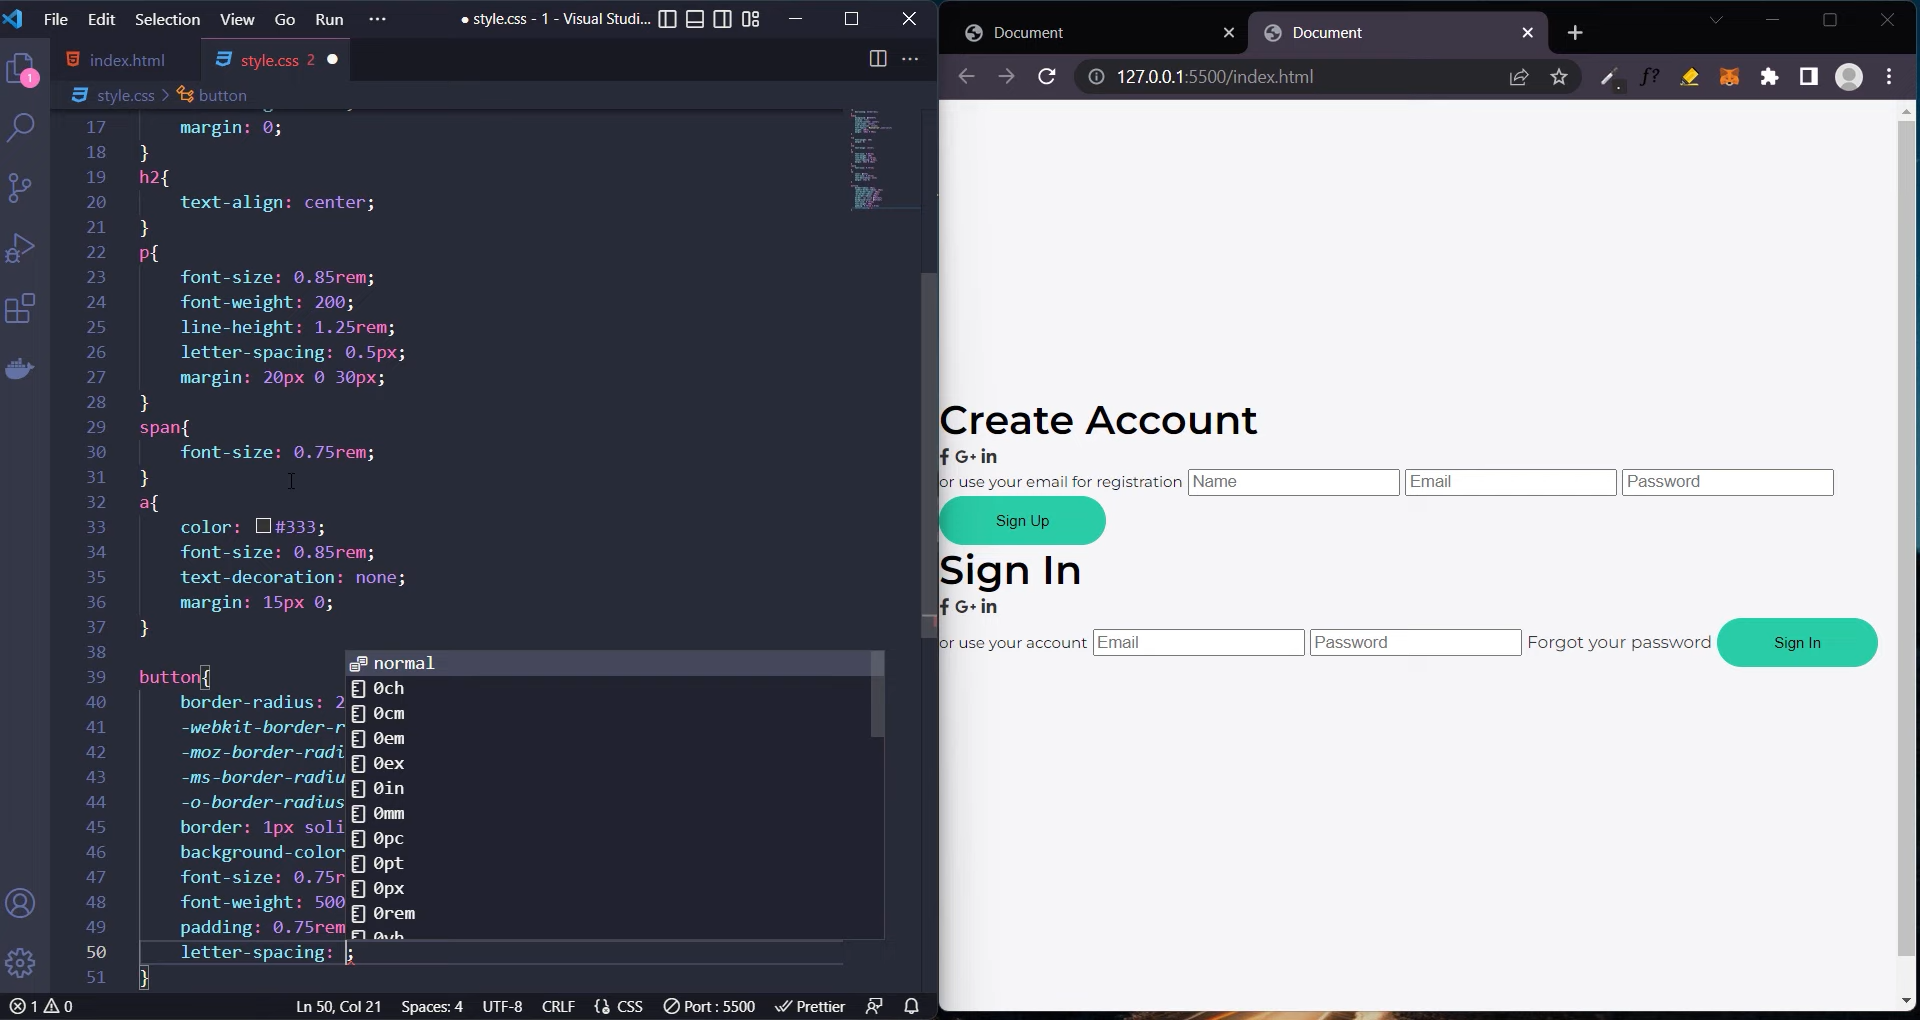 File Edit Selection View Go Run ··· ● style.css - 1 - Visual Studi...
index.html style.css 2 ●
style.css > button
17 margin: 0;
18 }
19 h2{
20 text-align: center;
21 }
22 p{
23 font-size: 0.85rem;
24 font-weight: 200;
25 line-height: 1.25rem;
26 letter-spacing: 0.5px;
27 margin: 20px 0 30px;
28 }
29 span{
30 font-size: 0.75rem;
31 }
32 a{
33 color: #333;
34 font-size: 0.85rem;
35 text-decoration: none;
36 margin: 15px 0;
37 }
38
39 button{
40 border-radius: 2
41 -webkit-border-r
42 -moz-border-radi
43 -ms-border-radiu
44 -o-border-radius
45 border: 1px soli
46 background-color
47 font-size: 0.75r
48 font-weight: 500
49 padding: 0.75rem
50 letter-spacing: ;
51 }
normal
0ch
0cm
0em
0ex
0in
0mm
0pc
0pt
0px
0rem
0vh
1
1 0 Ln 50, Col 21 Spaces: 4 UTF-8 CRLF {} CSS Port : 5500 Prettier
Document Document
127.0.0.1:5500/index.html
f?
Create Account
f G+ in
or use your email for registration Name Email Password
Sign Up
Sign In
f G+ in
or use your account Email Password Forgot your password Sign In